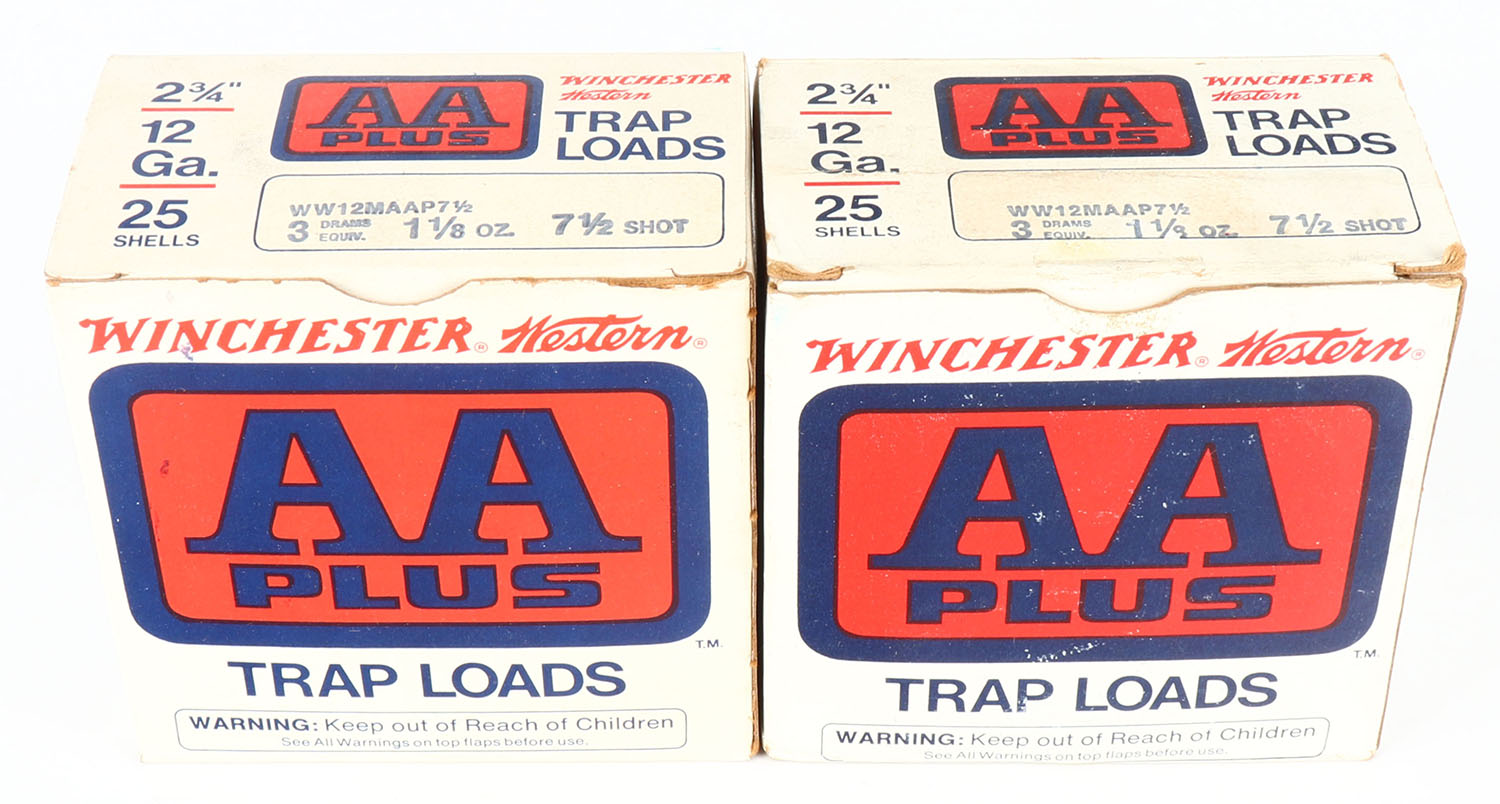 2¾"
12
Ga.
25
SHELLS
AA
PLUS
WINCHESTER
Western
TRAP
LOADS
WW12MAAP7½
3 DRAMS EQUIV. 1⅛ OZ. 7½ SHOT
WINCHESTER® Western®
AA
PLUS
T.M.
TRAP LOADS
WARNING: Keep out of Reach of Children
See All Warnings on top flaps before use.
2¾"
12
Ga.
25
SHELLS
AA
PLUS
WINCHESTER
Western
TRAP
LOADS
WW12MAAP7½
3 DRAMS EQUIV. 1⅛ OZ. 7½ SHOT
WINCHESTER® Western®
AA
PLUS
T.M.
TRAP LOADS
WARNING: Keep out of Reach of Children
See All Warnings on top flaps before use.